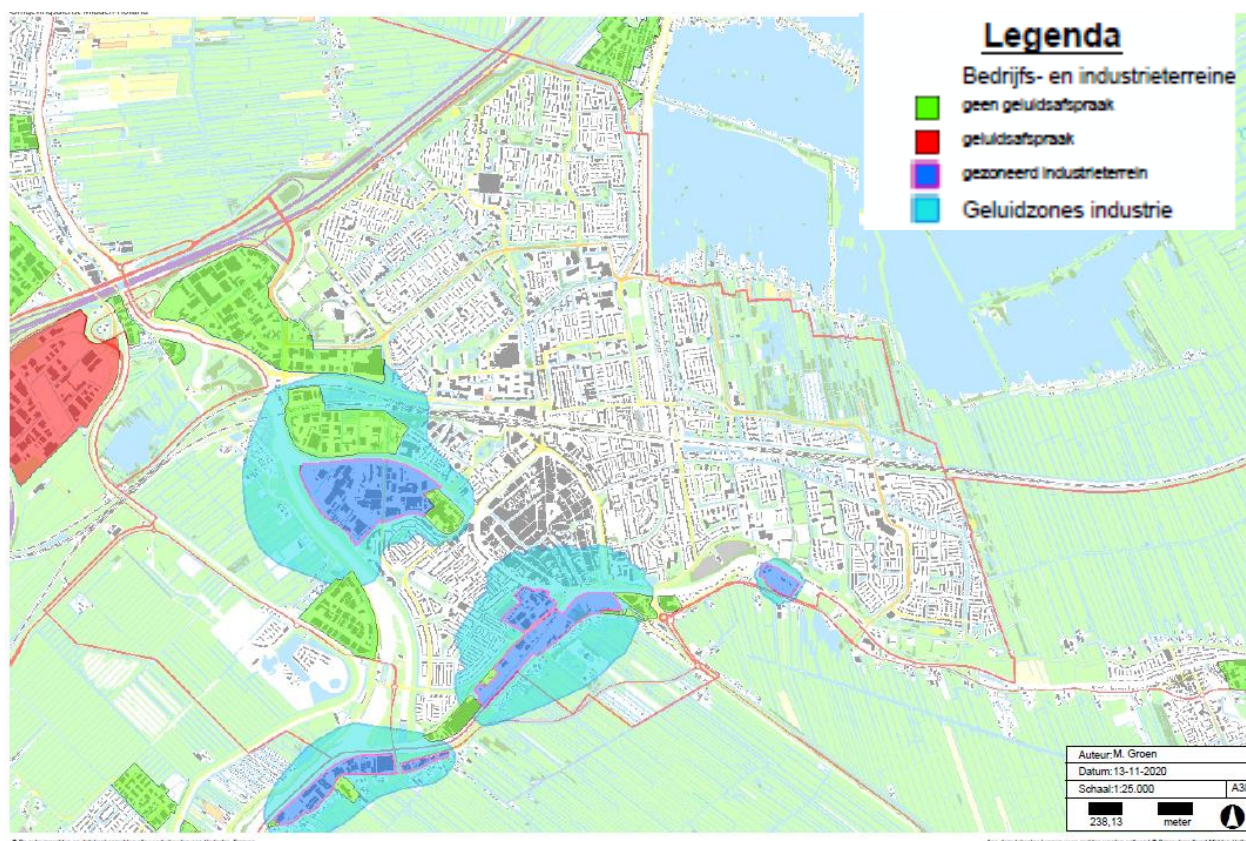 Legenda
Bedrijfs- en industrieterreine
geen geluidsafspraak
geluidsafspraak
gezoneerd industrieterrein
Geluidzones industrie
Auteur: M. Groen
Datum: 13-11-2020
Schaal: 1:25.000
238,13 meter